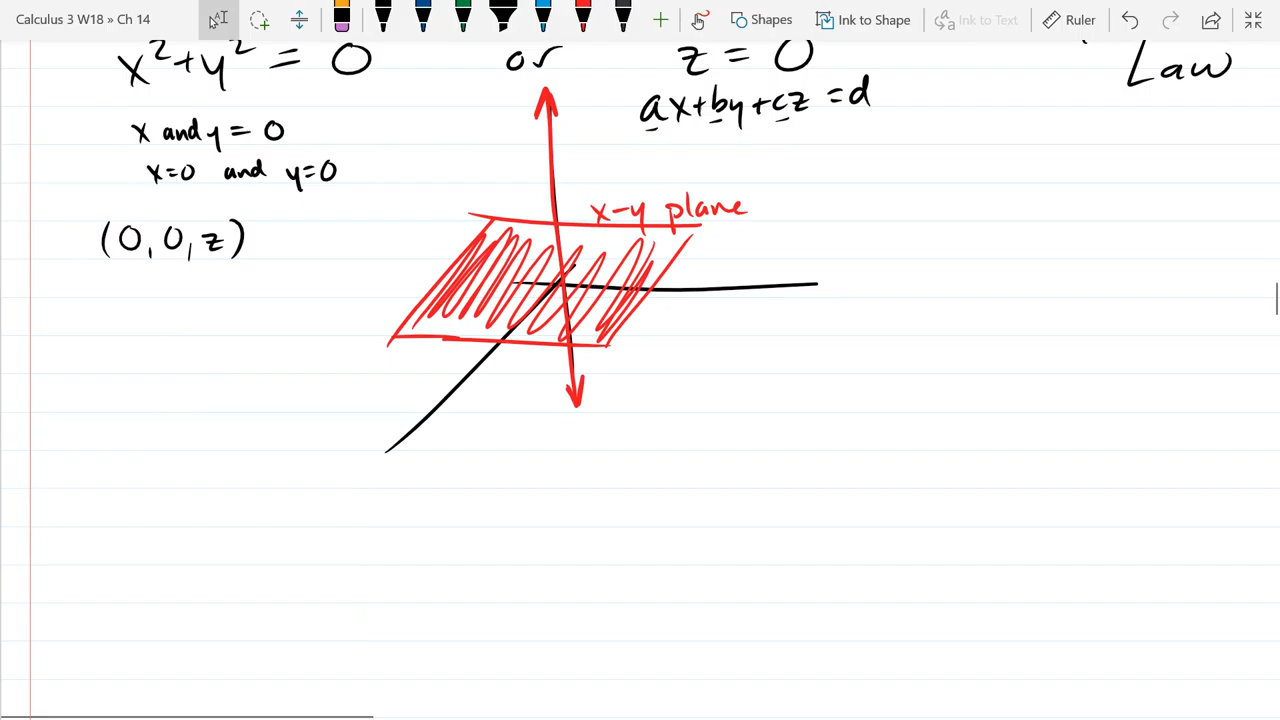 Calculus 3 W18 » Ch 14
Shapes
Ink to Shape
Ink to Text
Ruler
x²+y² = 0 or z = 0
Law
ax+by+cz = d
x and y = 0
x=0 and y=0
x-y plane
(0, 0, z)